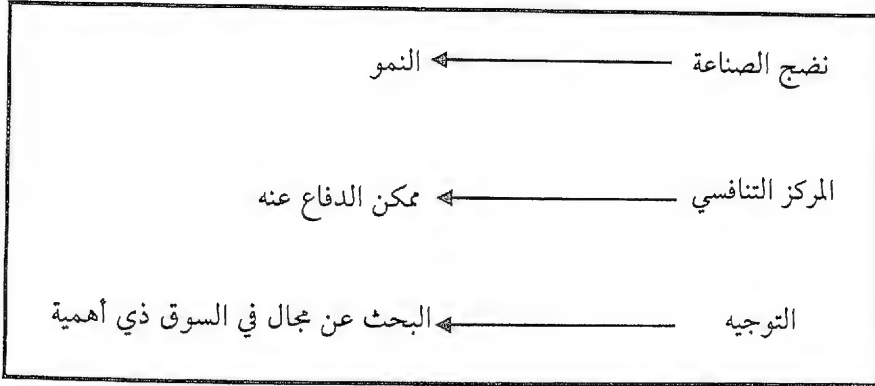 نضج الصناعة النمو
المركز التنافسي ممكن الدفاع عنه
التوجيه البحث عن مجال في السوق ذي أهمية